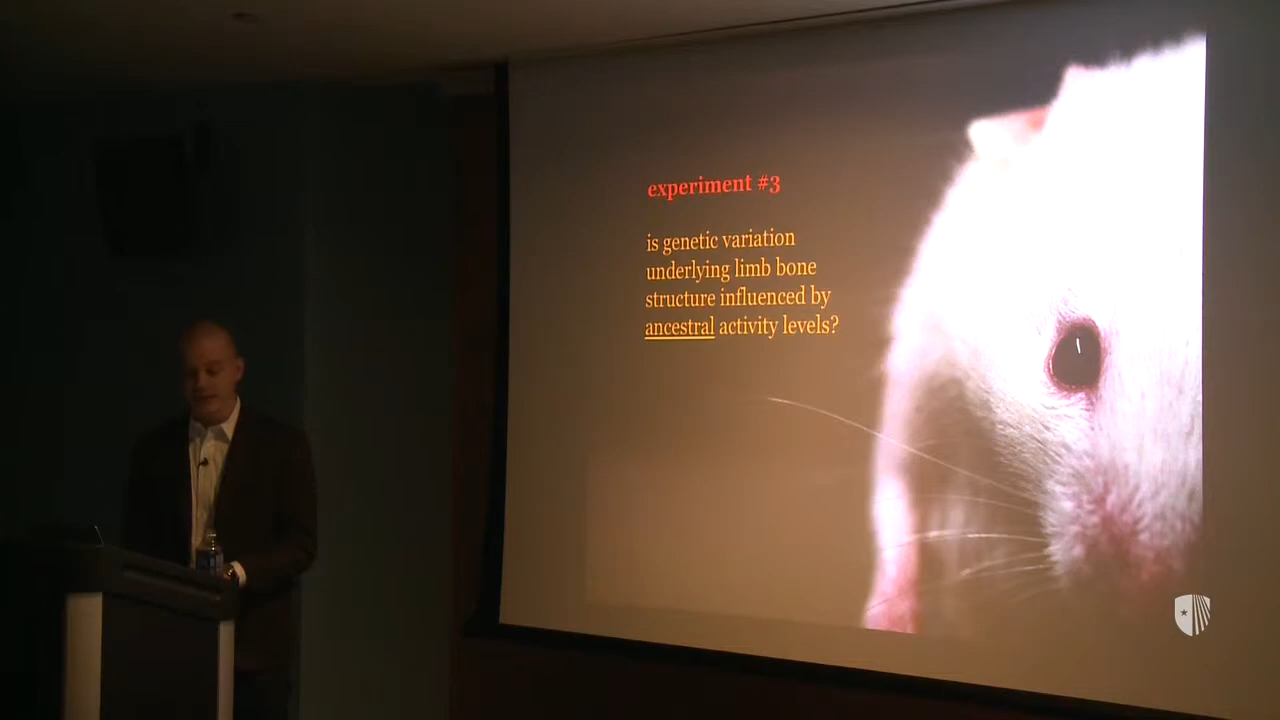 experiment #3
is genetic variation
underlying limb bone
structure influenced by
ancestral activity levels?